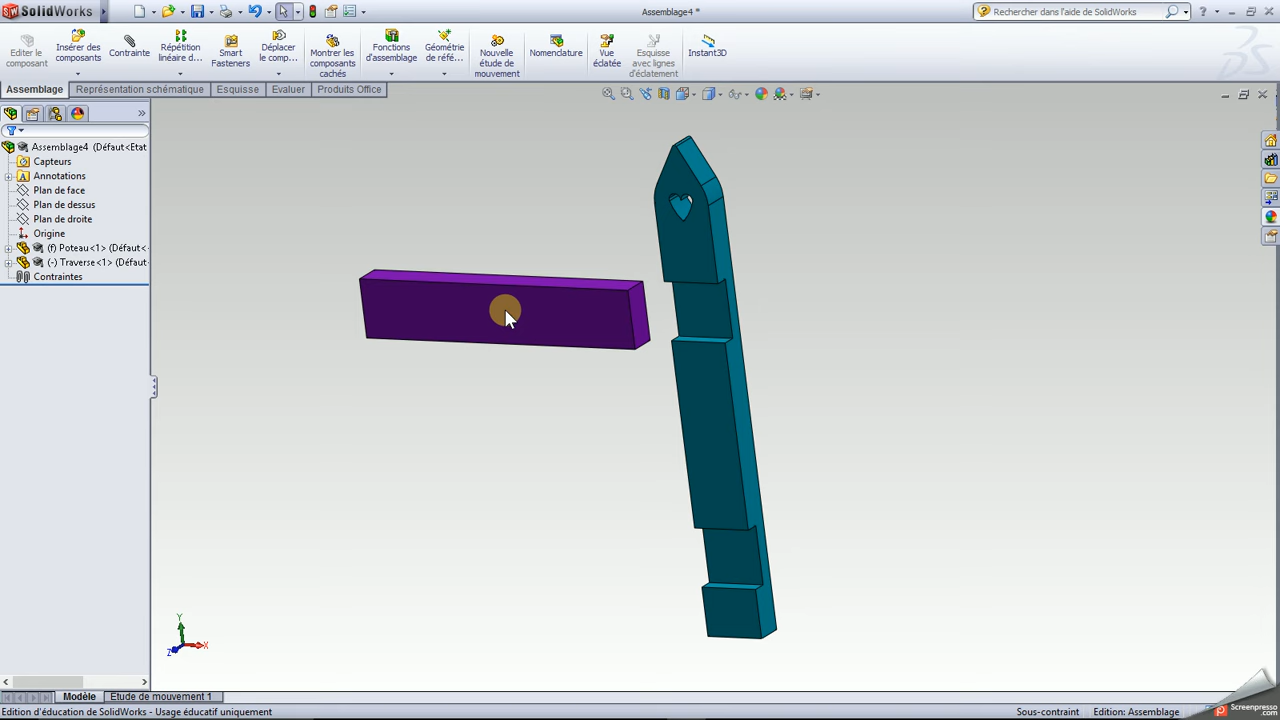 SolidWorks
Assemblage4 *
Rechercher dans l'aide de SolidWorks
Editer le composant
Insérer des composants
Contrainte
Répétition linéaire d...
Smart Fasteners
Déplacer le comp...
Montrer les composants cachés
Fonctions d'assemblage
Géométrie de réfé...
Nouvelle étude de mouvement
Nomenclature
Vue éclatée
Esquisse avec lignes d'éclatement
Instant3D
Assemblage
Représentation schématique
Esquisse
Evaluer
Produits Office
Assemblage4 (Défaut<Etat
Capteurs
Annotations
Plan de face
Plan de dessus
Plan de droite
Origine
(f) Poteau<1> (Défaut<
(-) Traverse<1> (Défaut
Contraintes
Y
X
Z
Modèle
Etude de mouvement 1
Edition d'éducation de SolidWorks - Usage éducatif uniquement
Sous-contraint
Edition: Assemblage
Screenpresso
.com